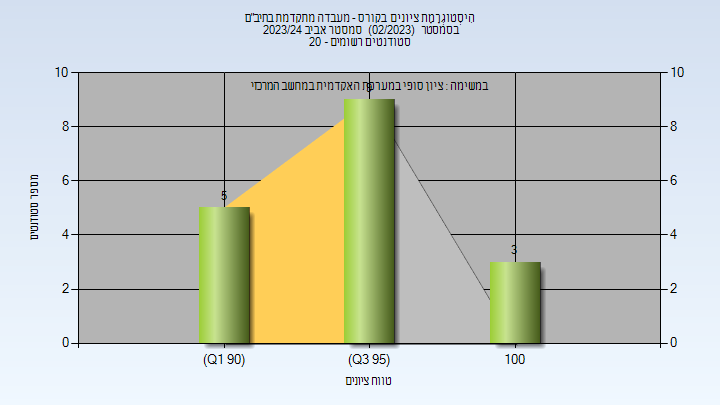 היסטוגרמת ציונים בקורס - מעבדה מתקדמת בחיב"ם
בסמסטר (02/2023) סמסטר אביב 2023/24
סטודנטים רשומים - 20
במשימה : ציון סופי במערכת האקדמית במחשב המרכזי
מספר סטודנטים
10 10
8 8
6 6
4 4
2 2
0 0
5
9
3
(Q1 90) (Q3 95) 100
טווח ציונים